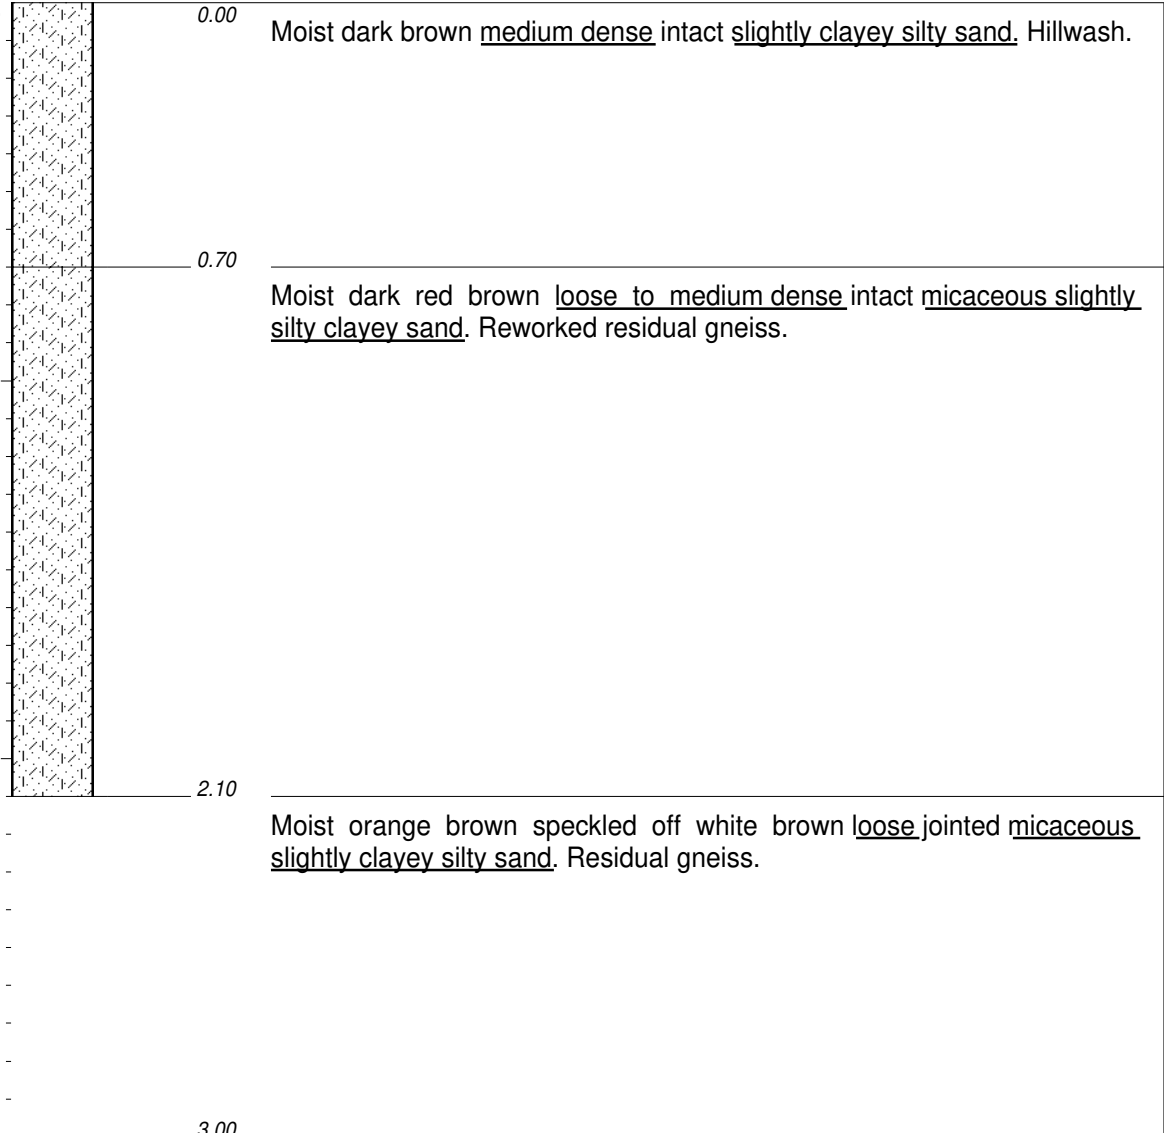 0.00
Moist dark brown medium dense intact slightly clayey silty sand. Hillwash.
0.70
Moist dark red brown loose to medium dense intact micaceous slightly
silty clayey sand. Reworked residual gneiss.
2.10
Moist orange brown speckled off white brown loose jointed micaceous
slightly clayey silty sand. Residual gneiss.
3.00